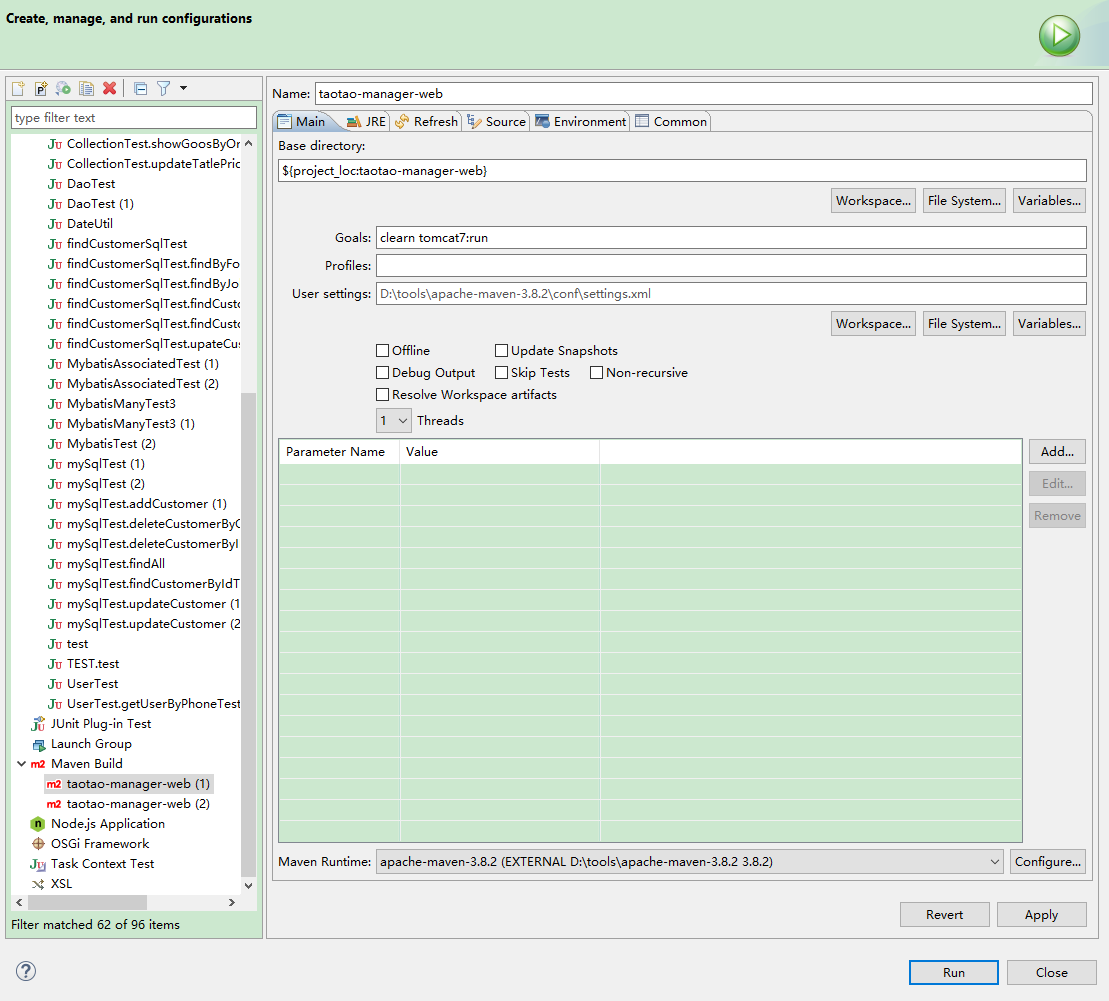 Create, manage, and run configurations
type filter text
CollectionTest.showGoosByOr
CollectionTest.updateTatlePric
DaoTest
DaoTest (1)
DateUtil
findCustomerSqlTest
findCustomerSqlTest.findByFo
findCustomerSqlTest.findByJo
findCustomerSqlTest.findCusto
findCustomerSqlTest.findCusto
findCustomerSqlTest.upateCus
MybatisAssociatedTest (1)
MybatisAssociatedTest (2)
MybatisManyTest3
MybatisManyTest3 (1)
MybatisTest (2)
mySqlTest (1)
mySqlTest (2)
mySqlTest.addCustomer (1)
mySqlTest.deleteCustomerByC
mySqlTest.deleteCustomerByI
mySqlTest.findAll
mySqlTest.findCustomerByIdT
mySqlTest.updateCustomer (1
mySqlTest.updateCustomer (2
test
TEST.test
UserTest
UserTest.getUserByPhoneTest
JUnit Plug-in Test
Launch Group
Maven Build
taotao-manager-web (1)
taotao-manager-web (2)
Node.js Application
OSGi Framework
Task Context Test
XSL
Filter matched 62 of 96 items
Name: taotao-manager-web
Main JRE Refresh Source Environment Common
Base directory:
${project_loc:taotao-manager-web}
Workspace... File System... Variables...
Goals: clearn tomcat7:run
Profiles:
User settings: D:\tools\apache-maven-3.8.2\conf\settings.xml
Workspace... File System... Variables...
Offline Update Snapshots
Debug Output Skip Tests Non-recursive
Resolve Workspace artifacts
1 Threads
Parameter Name Value
Add...
Edit...
Remove
Maven Runtime: apache-maven-3.8.2 (EXTERNAL D:\tools\apache-maven-3.8.2 3.8.2) Configure...
Revert Apply
Run Close